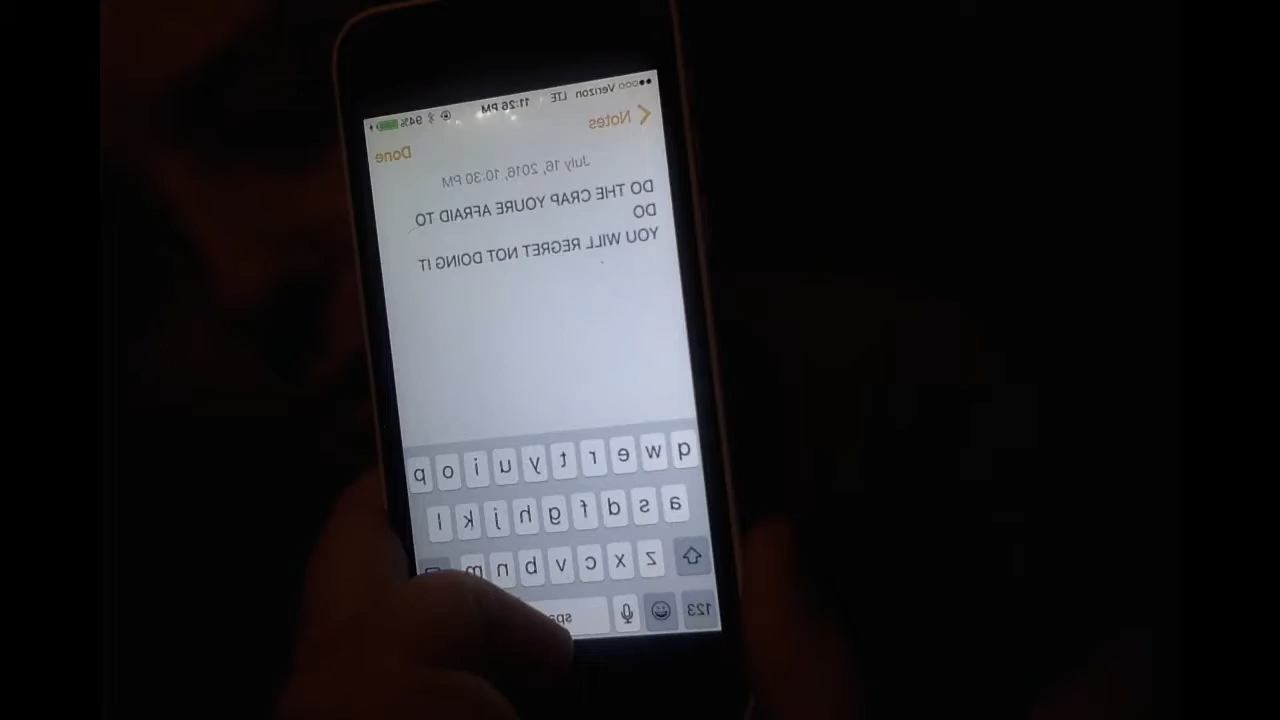 Verizon LTE 11:26 PM 94%
Notes
Done
July 16, 2016, 10:30 PM
DO THE CRAP YOURE AFRAID TO
DO
YOU WILL REGRET NOT DOING IT
q w e r t y u i o p
a s d f g h j k l
z x c v b n m
123